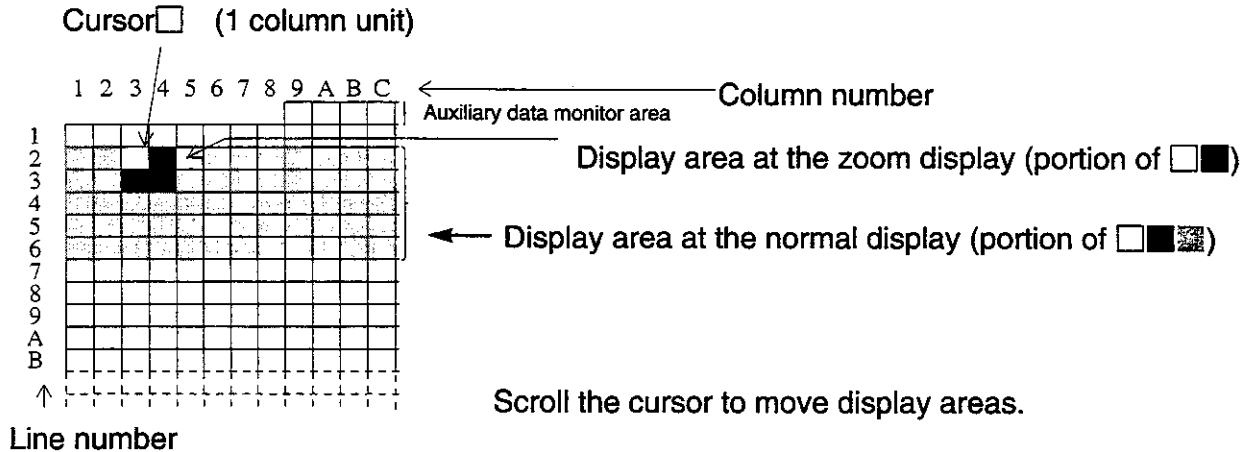 Cursor□ (1 column unit)
1 2 3 4 5 6 7 8 9 A B C
Column number
Auxiliary data monitor area
1
2
3
4
5
6
7
8
9
A
B
Display area at the zoom display (portion of □■)
Display area at the normal display (portion of □■▒)
Scroll the cursor to move display areas.
Line number